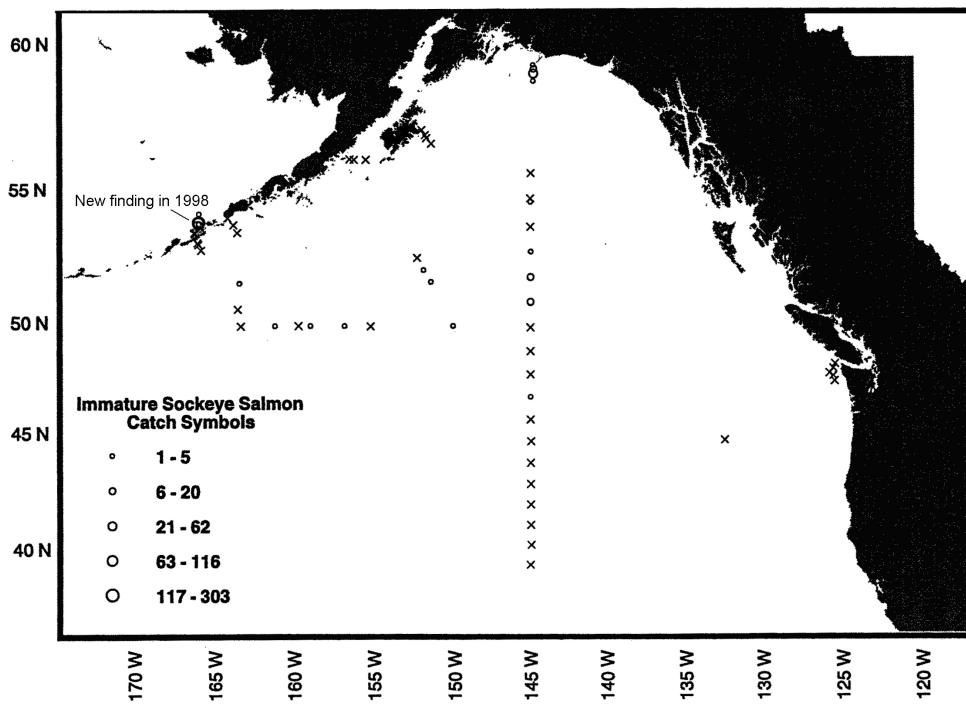 60 N
55 N
New finding in 1998
50 N
Immature Sockeye Salmon
Catch Symbols
45 N
1 - 5
6 - 20
21 - 62
40 N
63 - 116
117 - 303
170 W
165 W
160 W
155 W
150 W
145 W
140 W
135 W
130 W
125 W
120 W